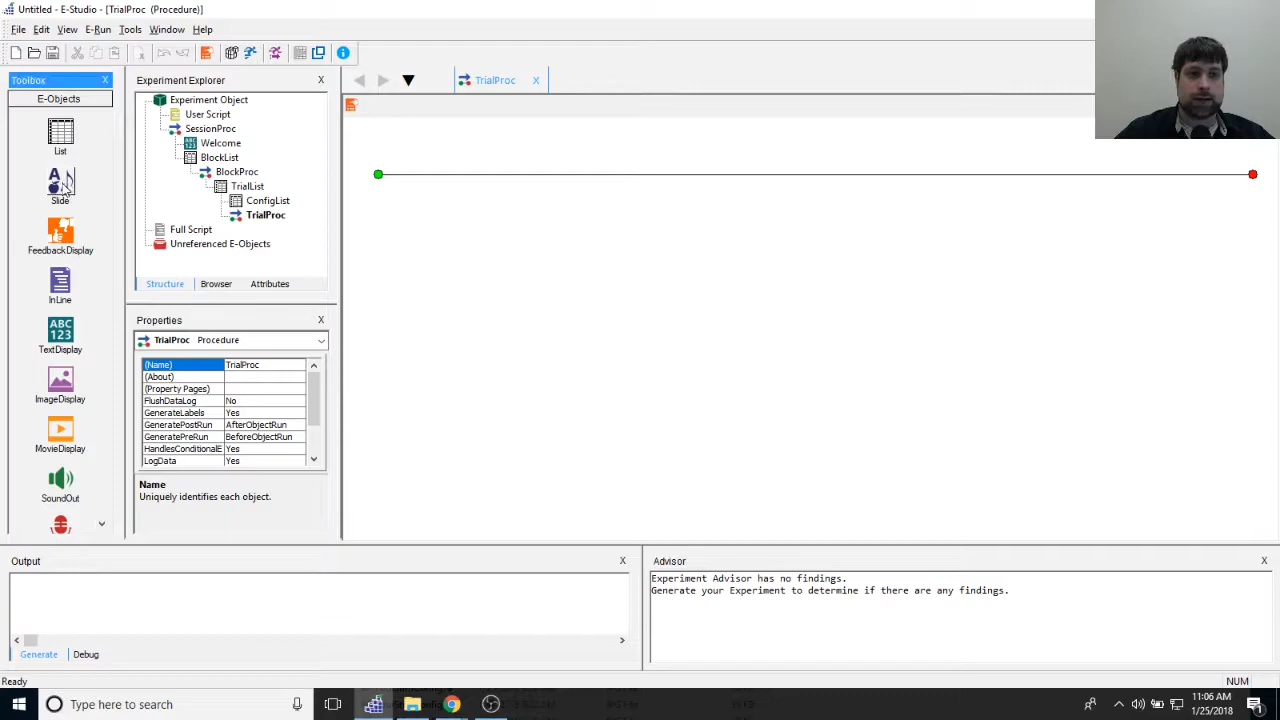 Untitled - E-Studio - [TrialProc (Procedure)]
File Edit View E-Run Tools Window Help
Toolbox X
E-Objects
List
Slide
FeedbackDisplay
InLine
ABC
123
TextDisplay
ImageDisplay
MovieDisplay
SoundOut
Experiment Explorer X
Experiment Object
User Script
SessionProc
Welcome
BlockList
BlockProc
TrialList
ConfigList
TrialProc
Full Script
Unreferenced E-Objects
Structure Browser Attributes
Properties X
TrialProc Procedure
(Name) TrialProc
(About)
(Property Pages)
FlushDataLog No
GenerateLabels Yes
GeneratePostRun AfterObjectRun
GeneratePreRun BeforeObjectRun
HandlesConditionalE Yes
LogData Yes
Name
Uniquely identifies each object.
TrialProc X
Output X
Generate Debug
Advisor X
Experiment Advisor has no findings.
Generate your Experiment to determine if there are any findings.
Ready
NUM
Type here to search
11:06 AM
1/25/2018